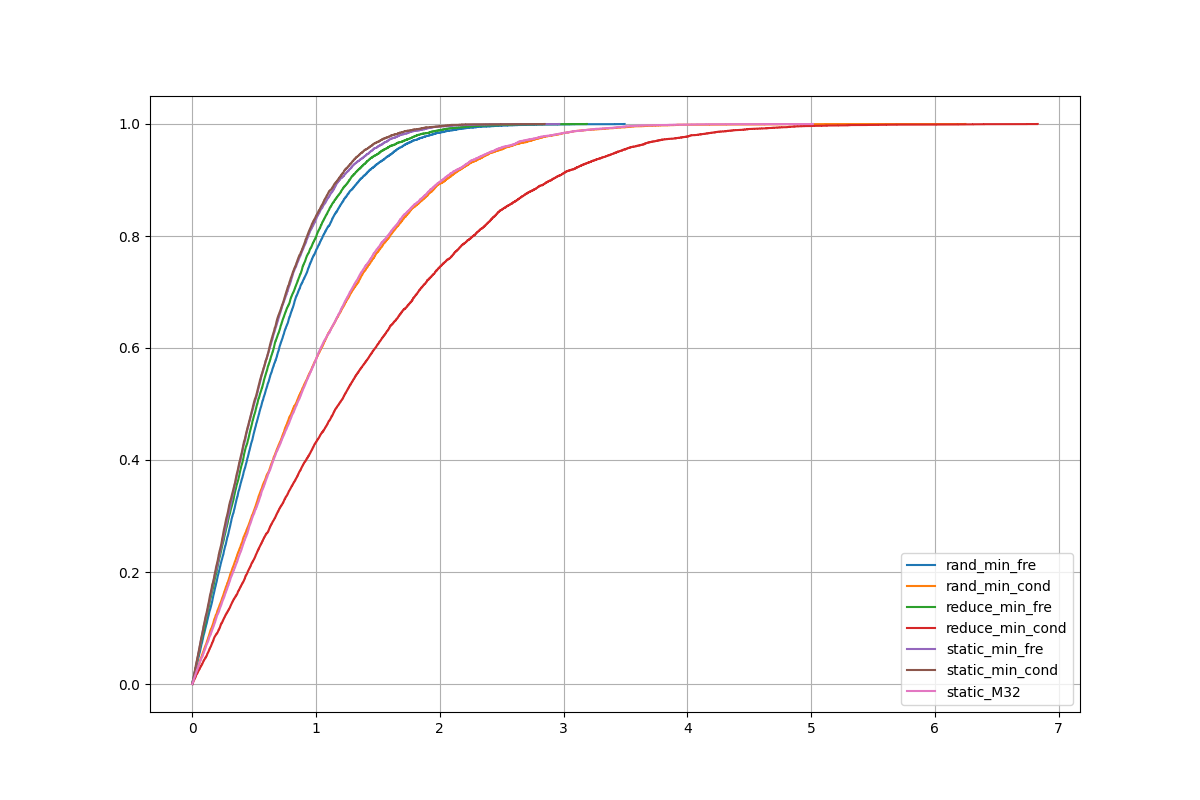 1.0
0.8
0.6
0.4
0.2
0.0
0 1 2 3 4 5 6 7
rand_min_fre
rand_min_cond
reduce_min_fre
reduce_min_cond
static_min_fre
static_min_cond
static_M32